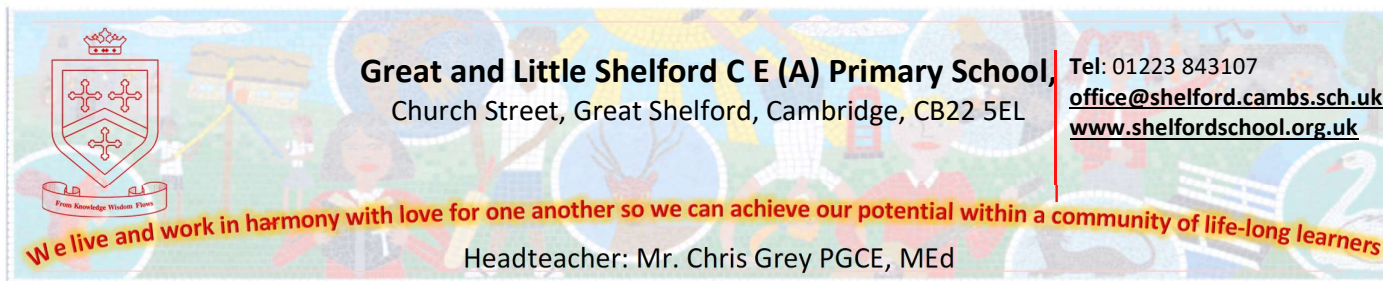 Great and Little Shelford C E (A) Primary School,
Church Street, Great Shelford, Cambridge, CB22 5EL
Tel: 01223 843107
office@shelford.cambs.sch.uk
www.shelfordschool.org.uk
From Knowledge Wisdom Flows
We live and work in harmony with love for one another so we can achieve our potential within a community of life-long learners
Headteacher: Mr. Chris Grey PGCE, MEd